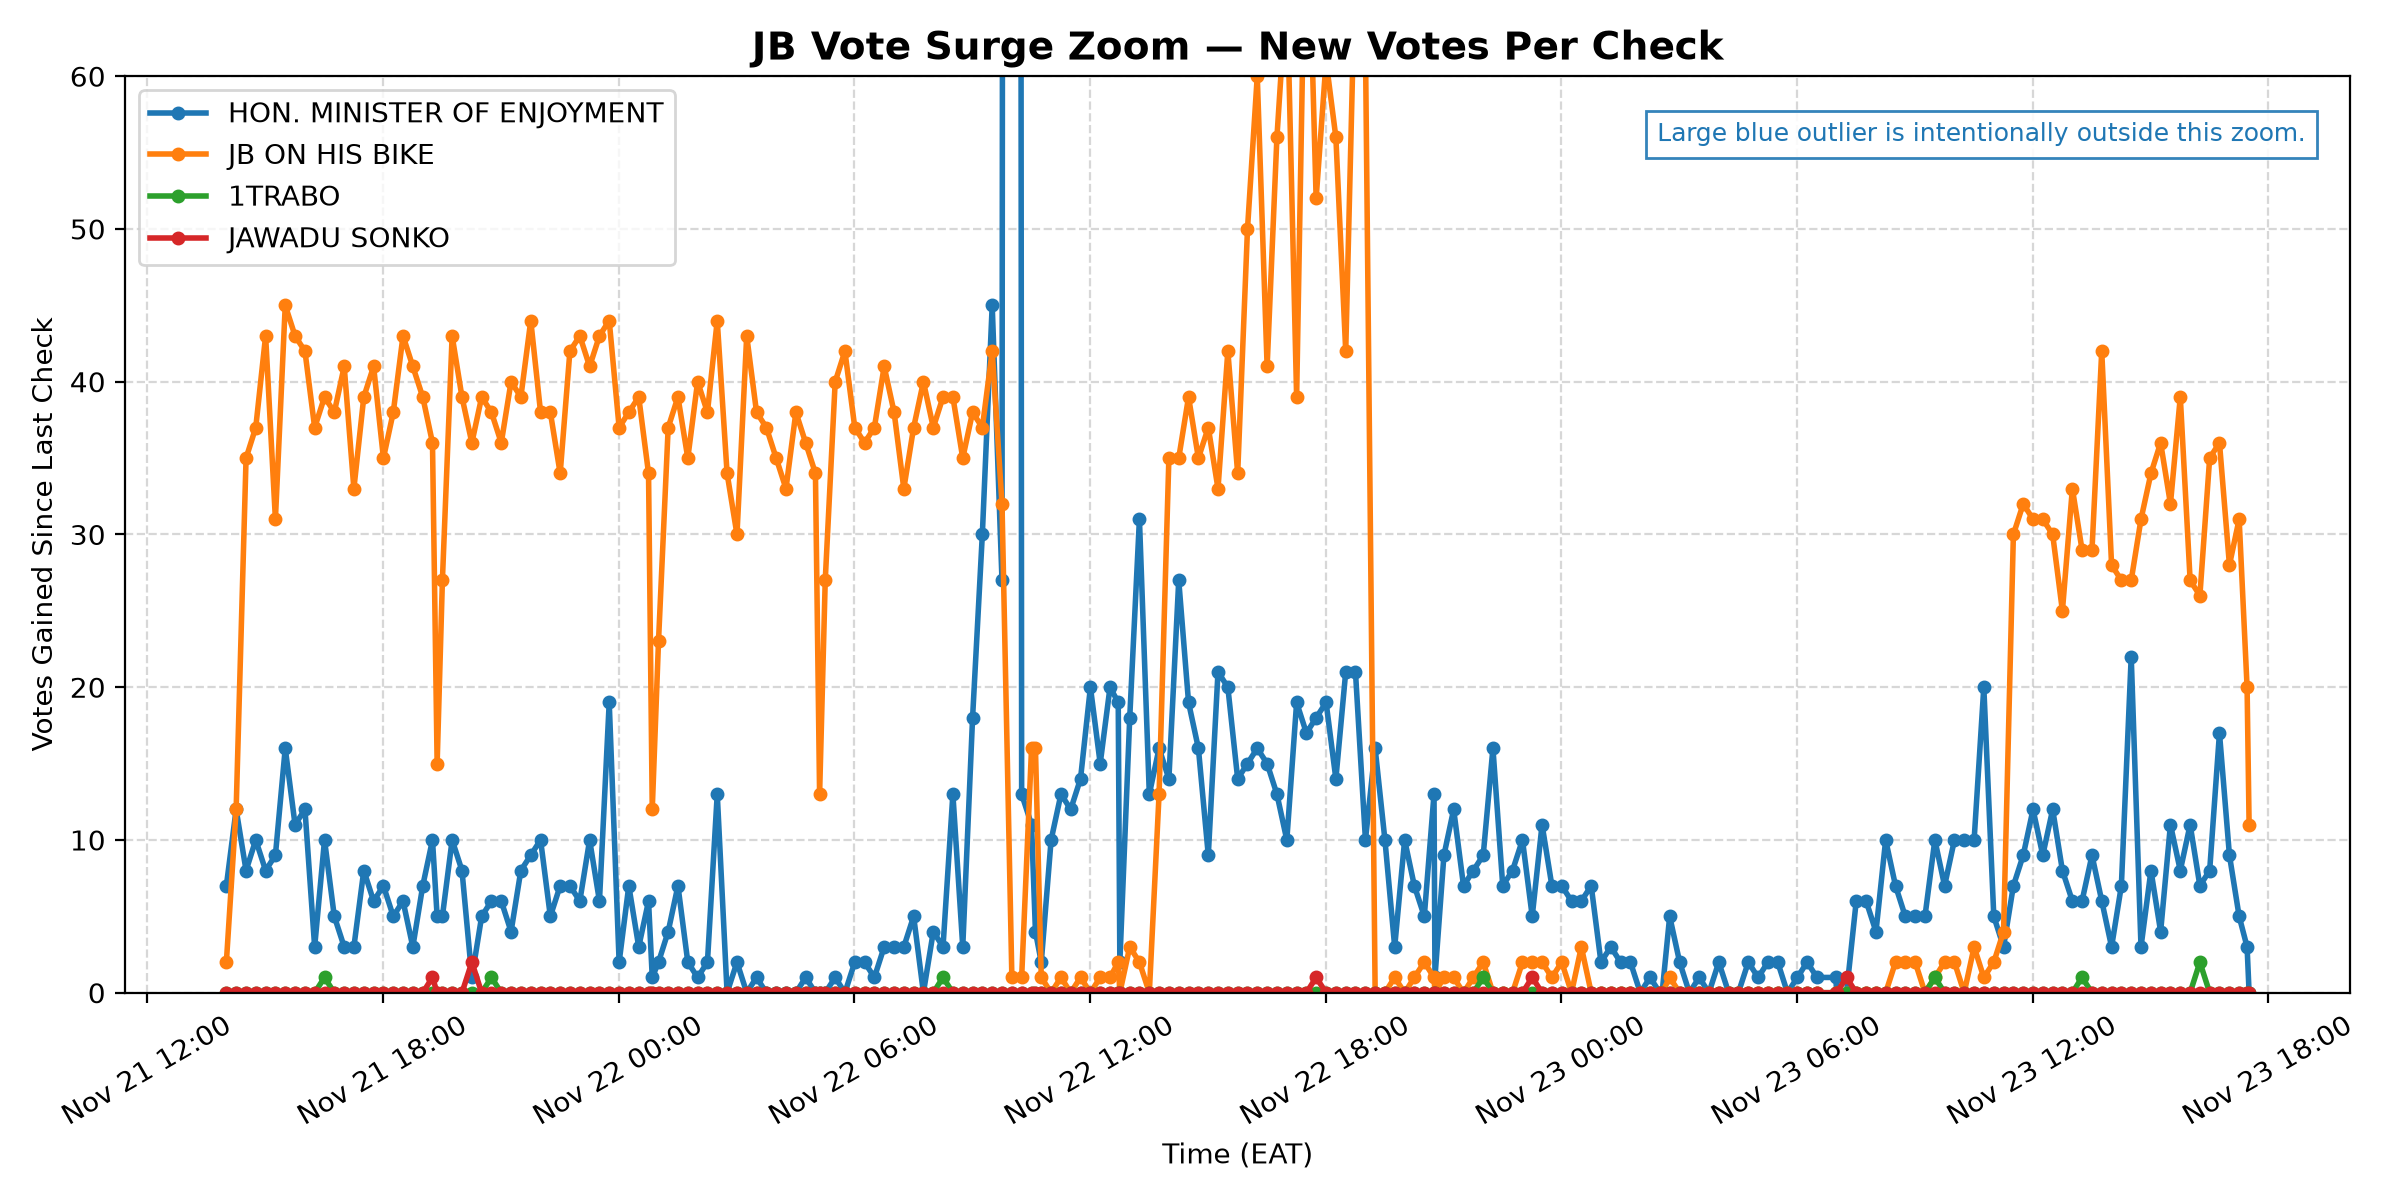 JB Vote Surge Zoom — New Votes Per Check
60
50
40
30
20
10
0
Votes Gained Since Last Check
HON. MINISTER OF ENJOYMENT
JB ON HIS BIKE
1TRABO
JAWADU SONKO
Large blue outlier is intentionally outside this zoom.
Nov 21 12:00
Nov 21 18:00
Nov 22 00:00
Nov 22 06:00
Nov 22 12:00
Nov 22 18:00
Nov 23 00:00
Nov 23 06:00
Nov 23 12:00
Nov 23 18:00
Time (EAT)